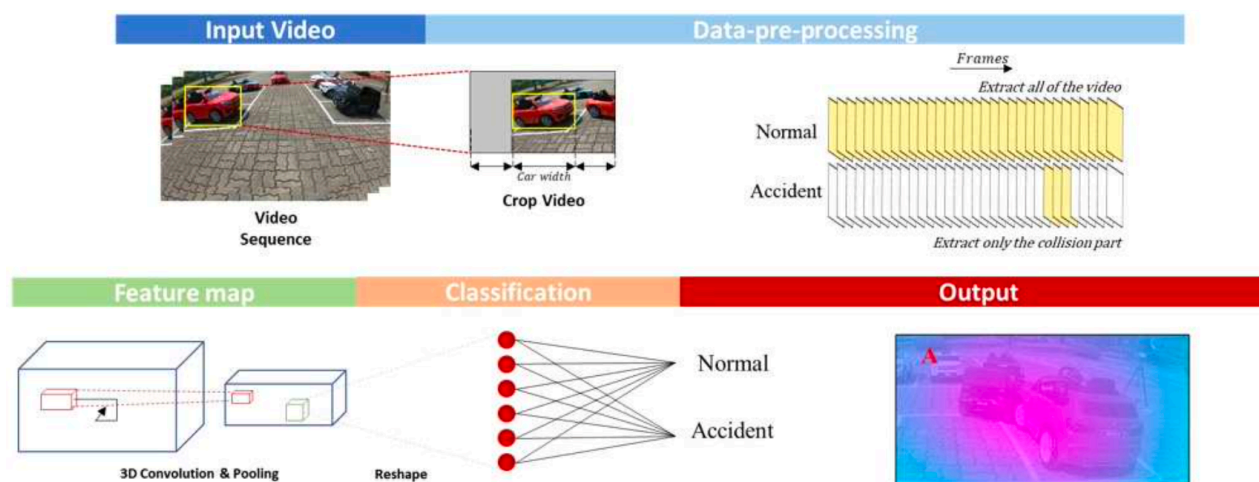 Input Video
Data-pre-processing
Frames
Extract all of the video
Normal
Accident
Extract only the collision part
Car width
Crop Video
Video
Sequence
Feature map
Classification
Output
Normal
Accident
A
3D Convolution & Pooling
Reshape